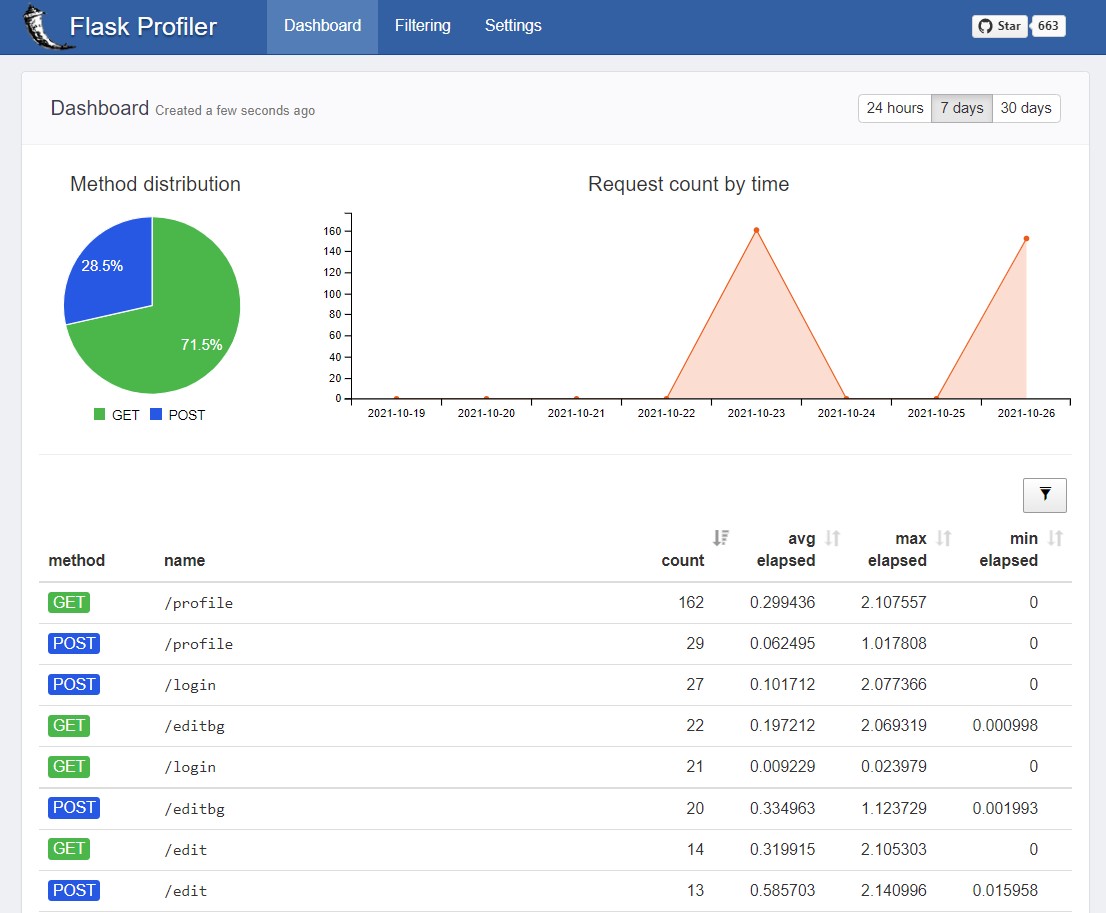 Flask Profiler Dashboard Filtering Settings Star 663
Dashboard Created a few seconds ago 24 hours 7 days 30 days
Method distribution
28.5%
71.5%
GET POST
Request count by time
160
140
120
100
80
60
40
20
0
2021-10-19 2021-10-20 2021-10-21 2021-10-22 2021-10-23 2021-10-24 2021-10-25 2021-10-26
method name count avg elapsed max elapsed min elapsed
GET /profile 162 0.299436 2.107557 0
POST /profile 29 0.062495 1.017808 0
POST /login 27 0.101712 2.077366 0
GET /editbg 22 0.197212 2.069319 0.000998
GET /login 21 0.009229 0.023979 0
POST /editbg 20 0.334963 1.123729 0.001993
GET /edit 14 0.319915 2.105303 0
POST /edit 13 0.585703 2.140996 0.015958